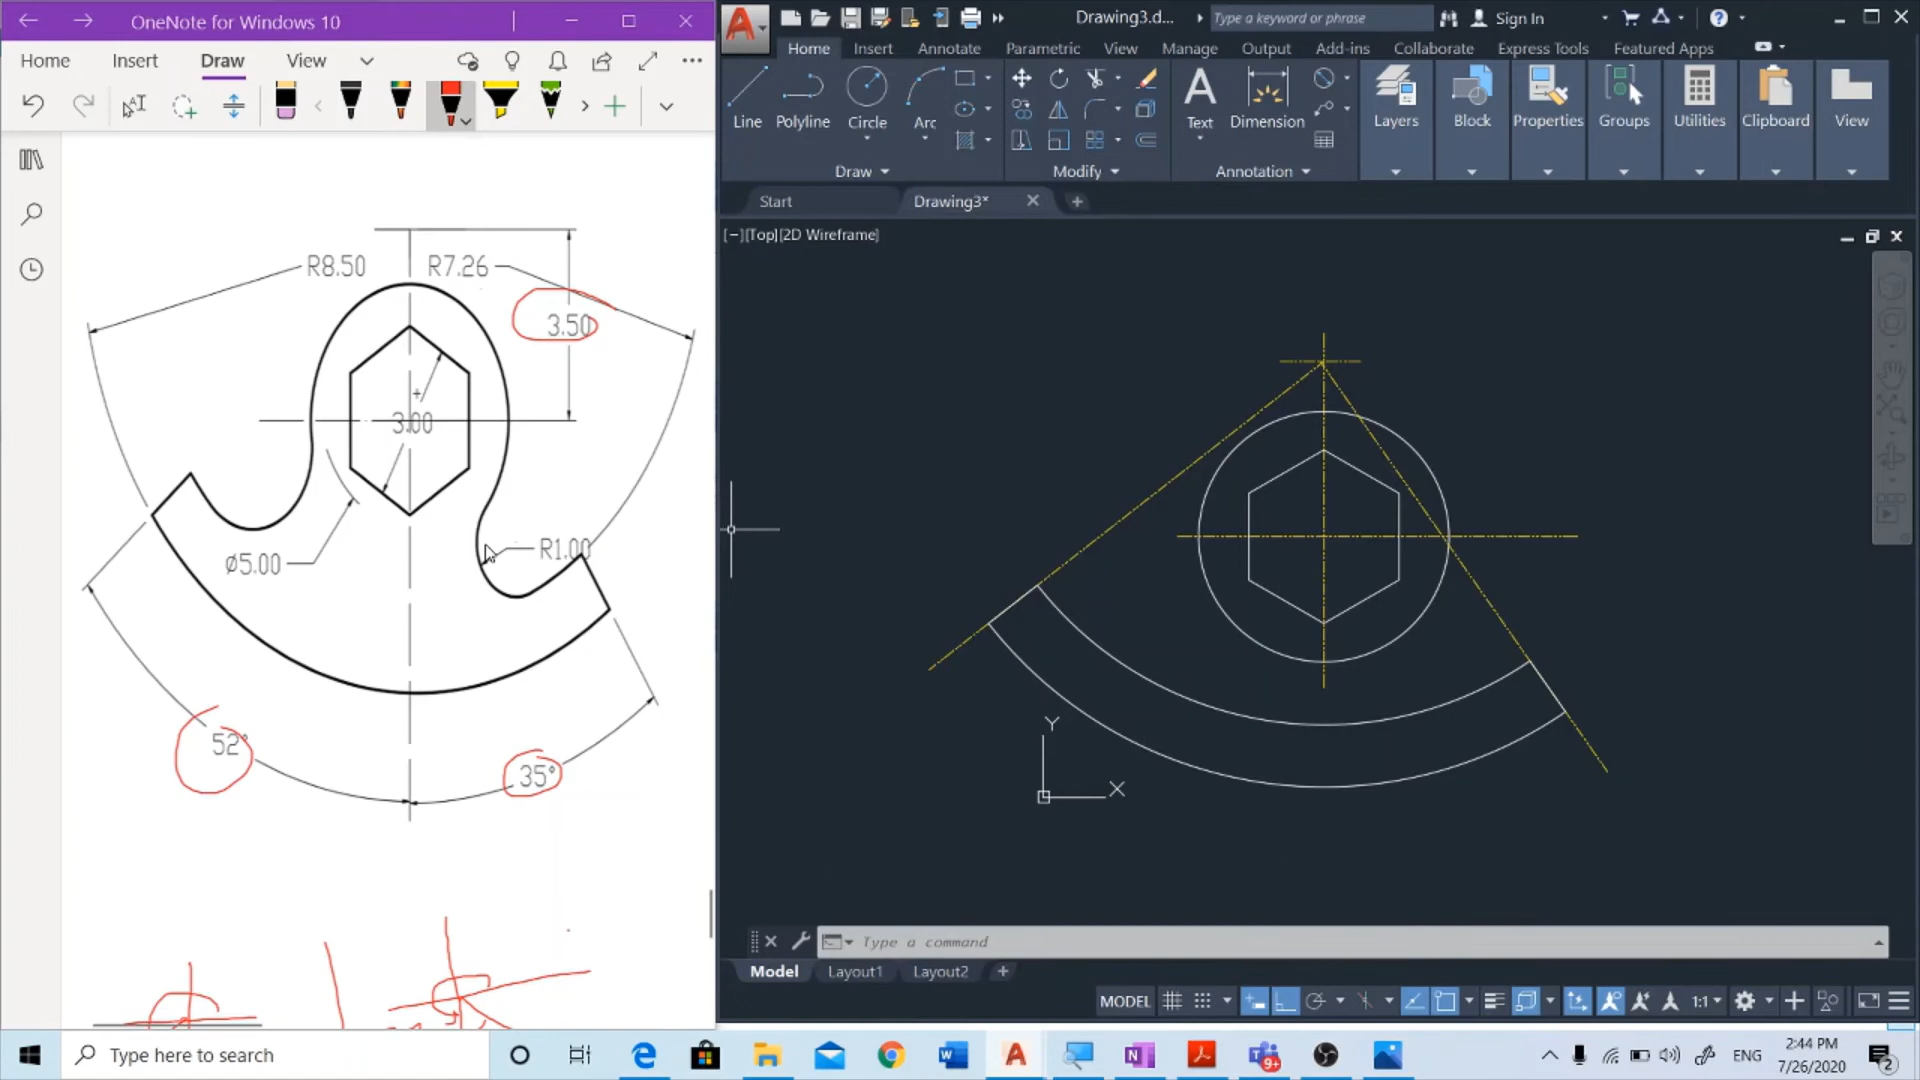 OneNote for Windows 10
Home Insert Draw View
R8.50
R7.26
3.50
3.00
R1.00
ø5.00
52°
35°
Drawing3.d...
Type a keyword or phrase
Sign In
Home Insert Annotate Parametric View Manage Output Add-ins Collaborate Express Tools Featured Apps
Line Polyline Circle Arc
Text Dimension
Layers Block Properties Groups Utilities Clipboard View
Draw Modify Annotation
Start Drawing3*
[−][Top][2D Wireframe]
Y
X
Type a command
Model Layout1 Layout2
MODEL 1:1
Type here to search
9+
ENG
2:44 PM
7/26/2020
2